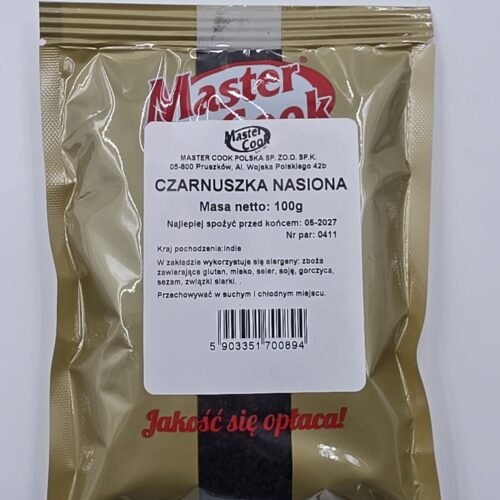 Master
Cook
Master
Cook
MASTER COOK POLSKA SP. ZO.O. SP.K.
05-800 Pruszków, Al. Wojska Polskiego 42b
CZARNUSZKA NASIONA
Masa netto: 100g
Najlepiej spożyć przed końcem: 05-2027
Nr par: 0411
Kraj pochodzenia:Indie
W zakładzie wykorzystuje się alergeny: zboża
zawierające gluten, mleko, seler, soję, gorczyca,
sezam, związki siarki. .
Przechowywać w suchym i chłodnym miejscu.
5 903351 700894
Jakość się opłaca!